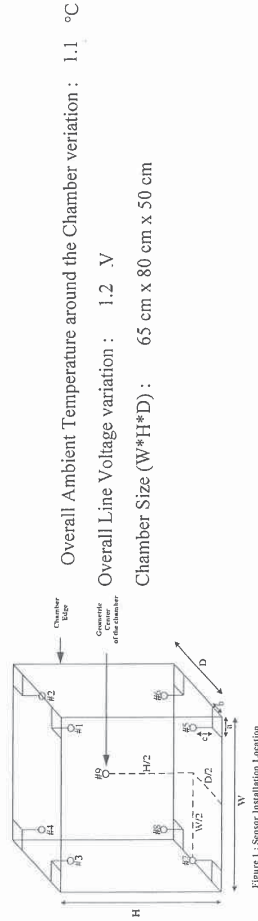 Overall Ambient Temperature around the Chamber veriation : 1.1 °C
Overall Line Voltage variation : 1.2 V
Chamber Size (W*H*D) : 65 cm x 80 cm x 50 cm
Chamber
Edge
Geometric
Center
of the chamber
#2
#1
#4
#3
#9
#6
#5
#8
#7
H/2
D/2
W/2
c
b
a
D
W
H
Figure 1 : Sensor Installation Location